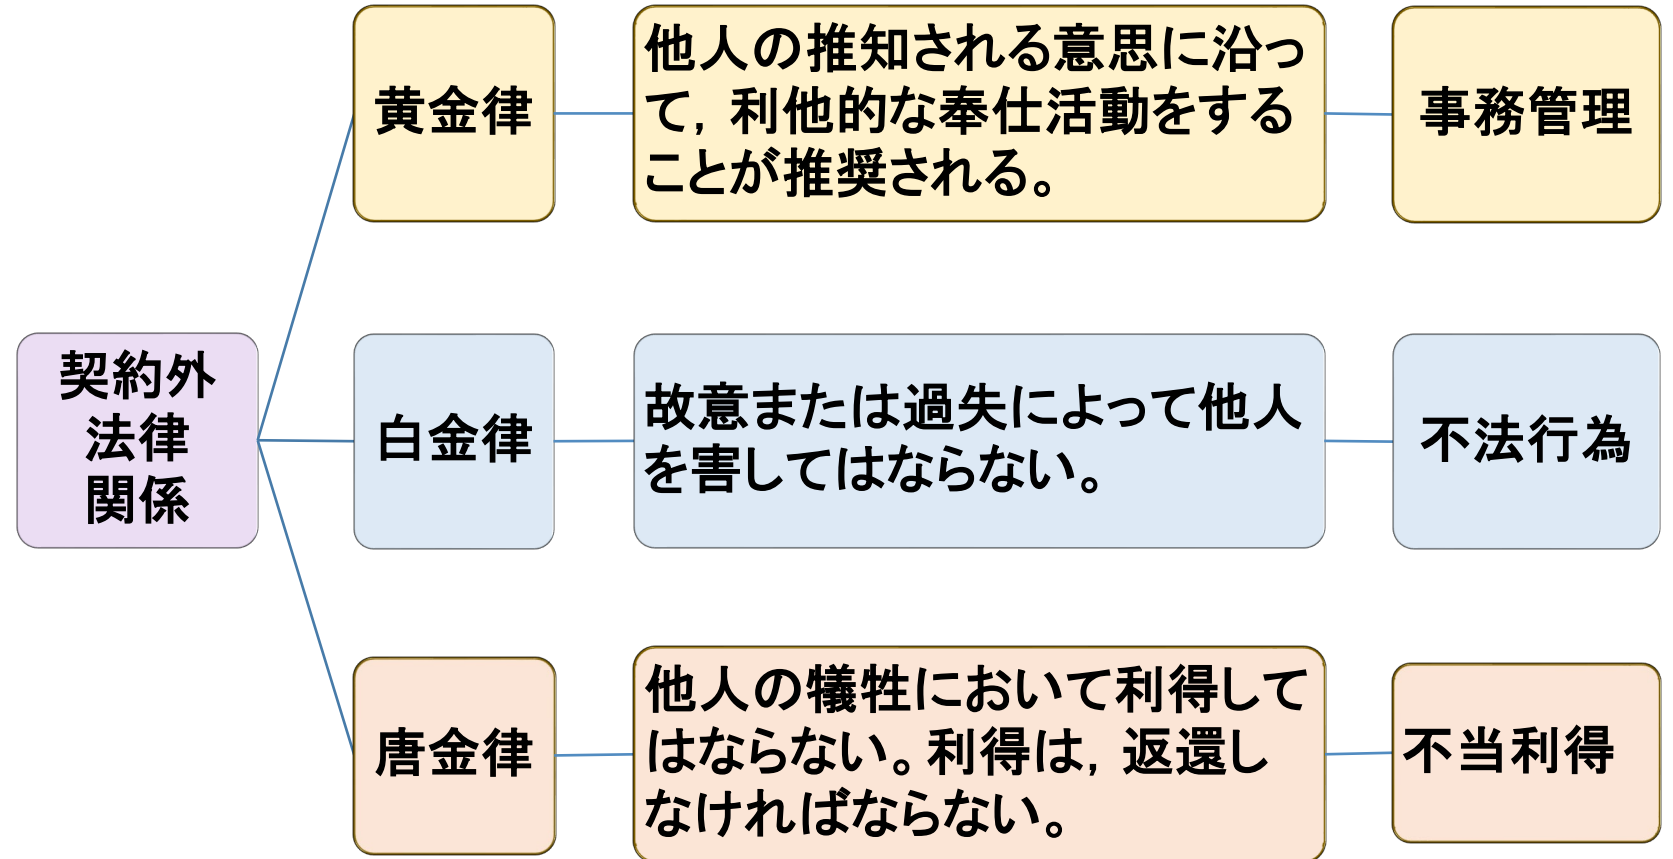 契約外
法律
関係
黄金律
他人の推知される意思に沿っ
て，利他的な奉仕活動をする
ことが推奨される。
事務管理
白金律
故意または過失によって他人
を害してはならない。
不法行為
唐金律
他人の犠牲において利得して
はならない。利得は，返還し
なければならない。
不当利得